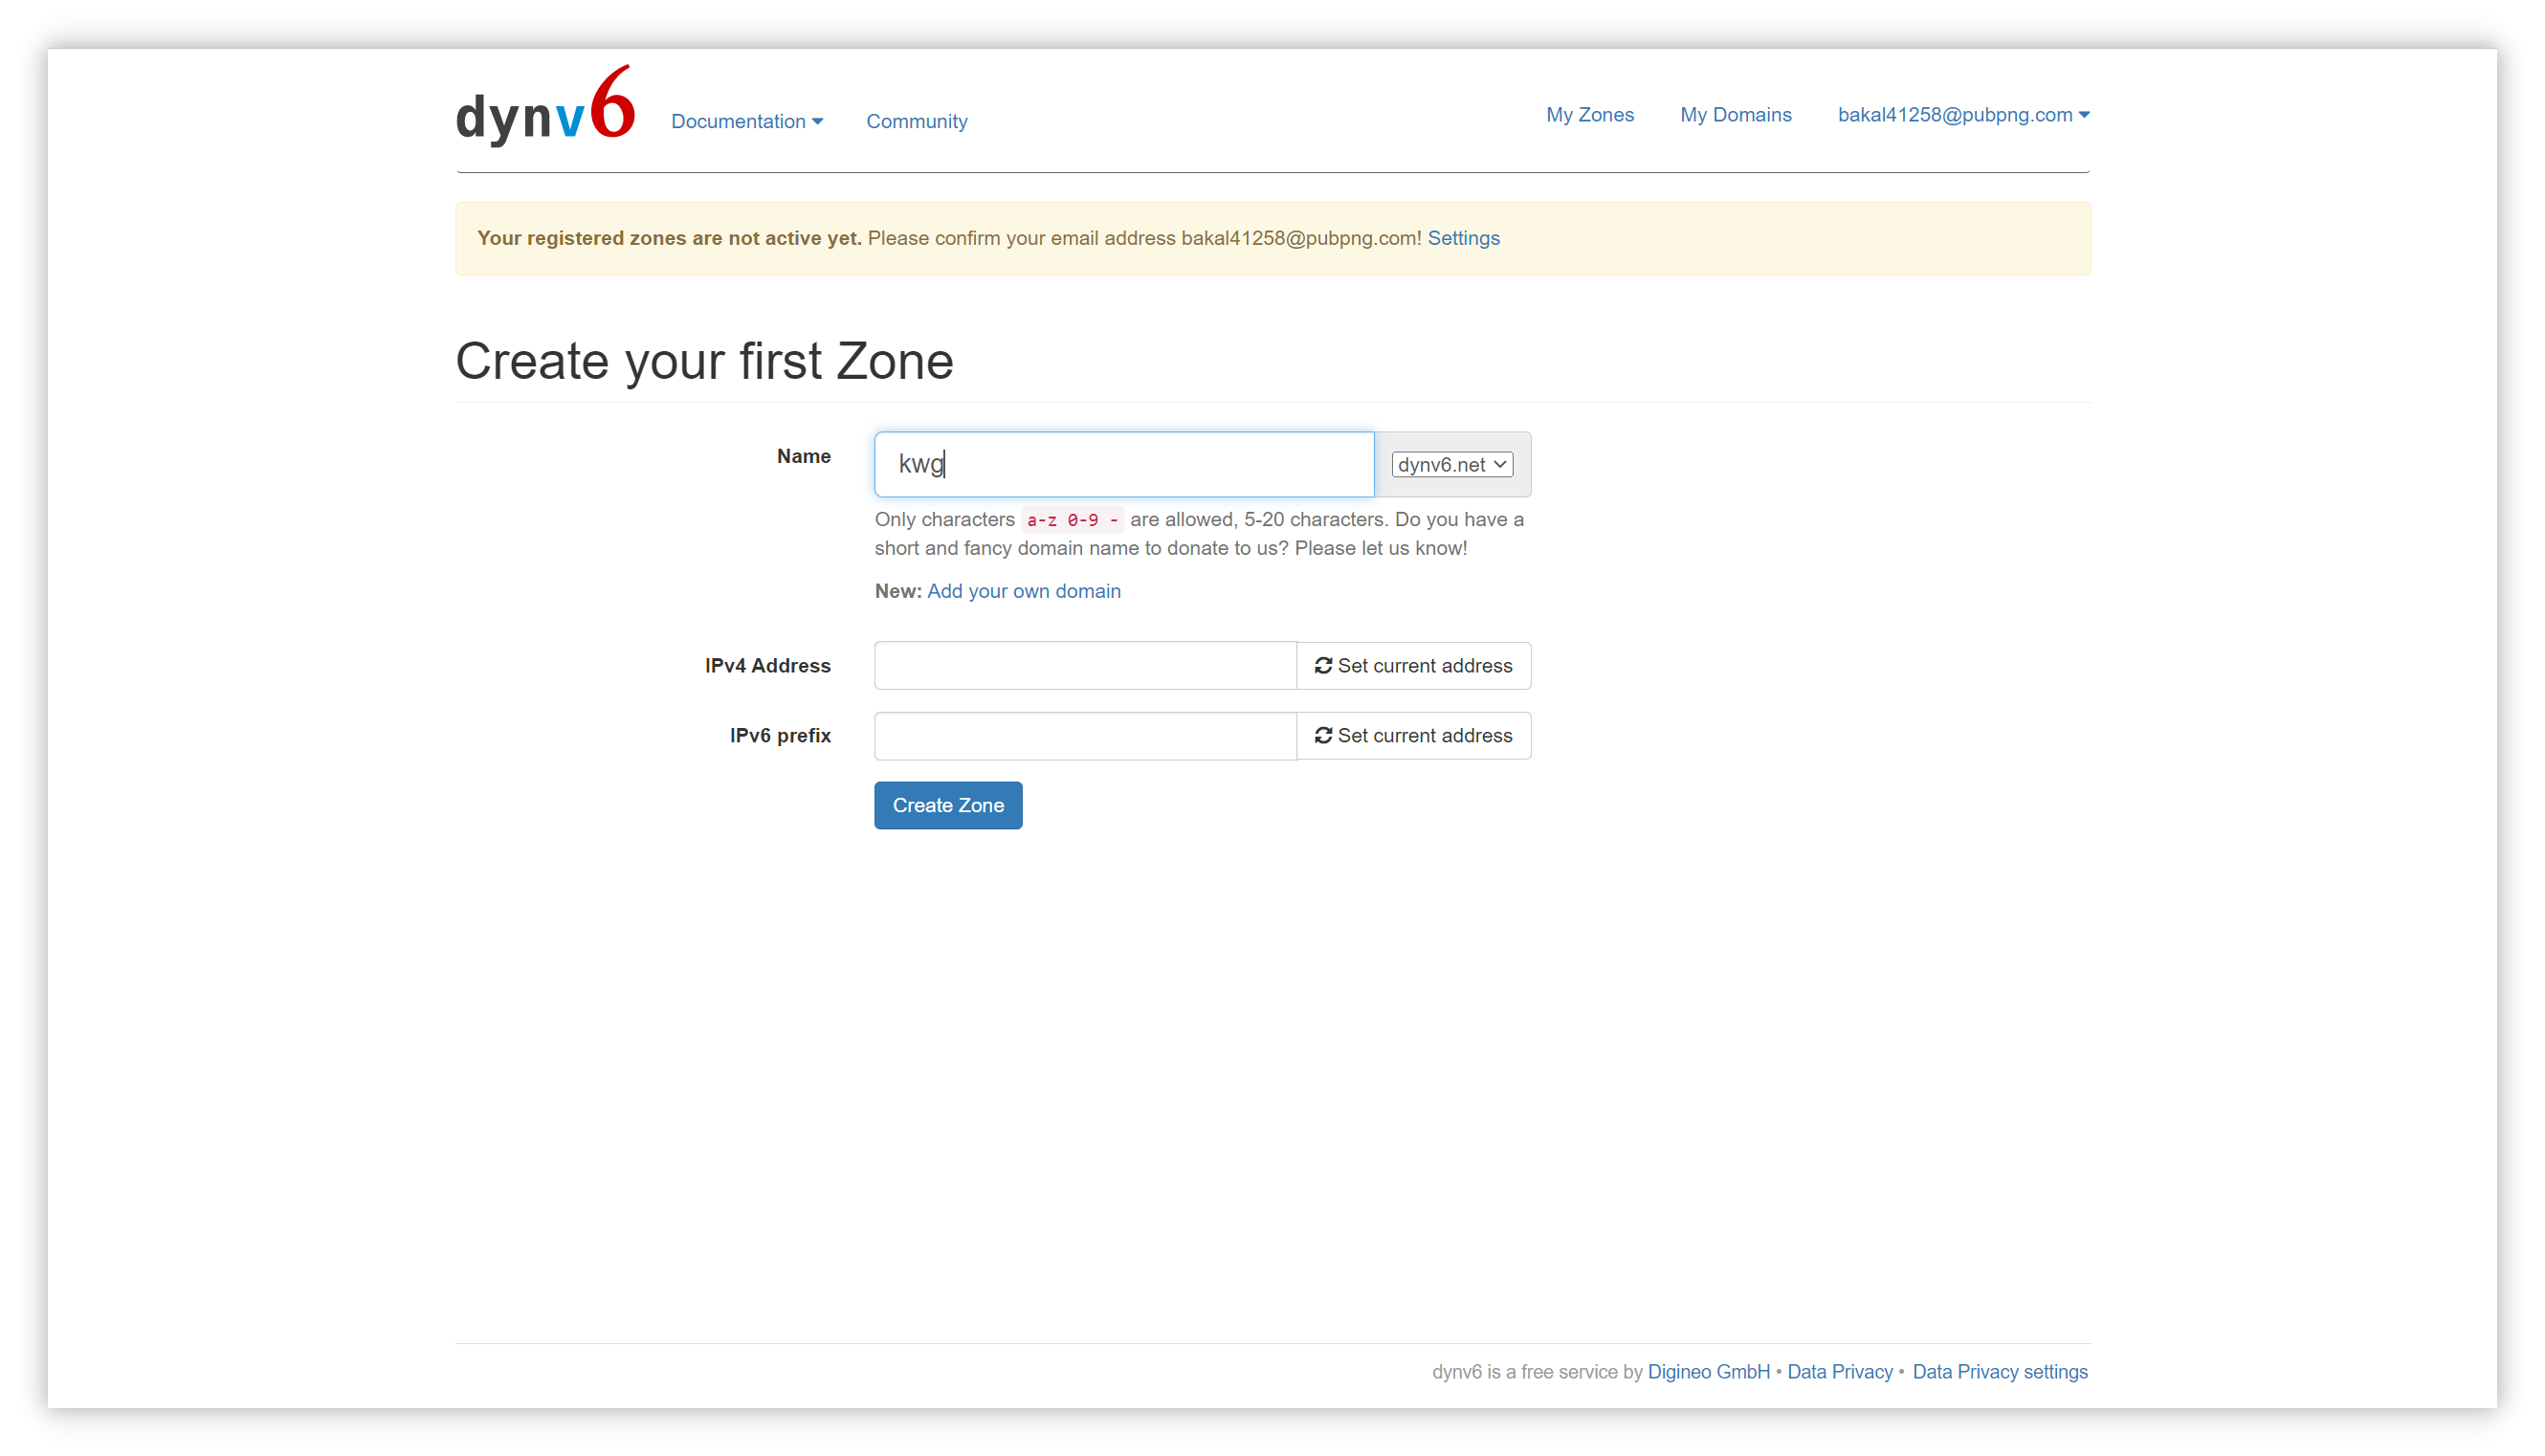 dynv6 Documentation Community My Zones My Domains bakal41258@pubpng.com
Your registered zones are not active yet. Please confirm your email address bakal41258@pubpng.com! Settings
Create your first Zone
Name kwg dynv6.net
Only characters a-z 0-9 - are allowed, 5-20 characters. Do you have a
short and fancy domain name to donate to us? Please let us know!
New: Add your own domain
IPv4 Address Set current address
IPv6 prefix Set current address
Create Zone
dynv6 is a free service by Digineo GmbH • Data Privacy • Data Privacy settings